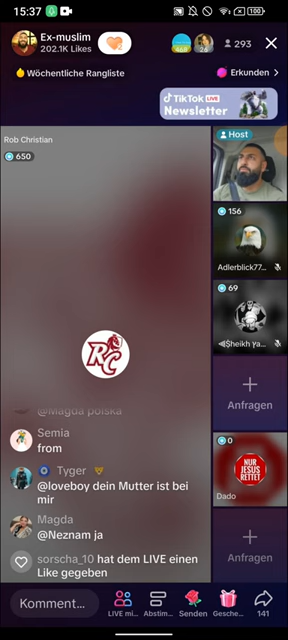 15:37
Ex-muslim
202.1K Likes
468
26
293
Wöchentliche Rangliste
Erkunden >
TikTok LIVE
Newsletter
Rob Christian
650
Host
156
Adlerblick77...
69
Anfragen
0
NUR
JESUS
RETTET
Dado
Anfragen
RC
@Magda polska
Semia
from
Tyger
@loveboy dein Mutter ist bei
mir
Magda
@Neznam ja
sorscha_10 hat dem LIVE einen
Like gegeben
Komment...
LIVE mi...
Abstim...
Senden
Gesche...
141